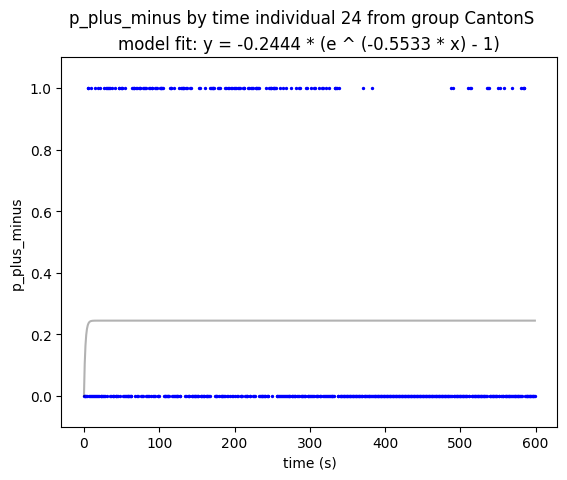 p_plus_minus by time individual 24 from group CantonS
model fit: y = -0.2444 * (e ^ (-0.5533 * x) - 1)
1.0
0.8
0.6
0.4
0.2
0.0
p_plus_minus
0 100 200 300 400 500 600
time (s)